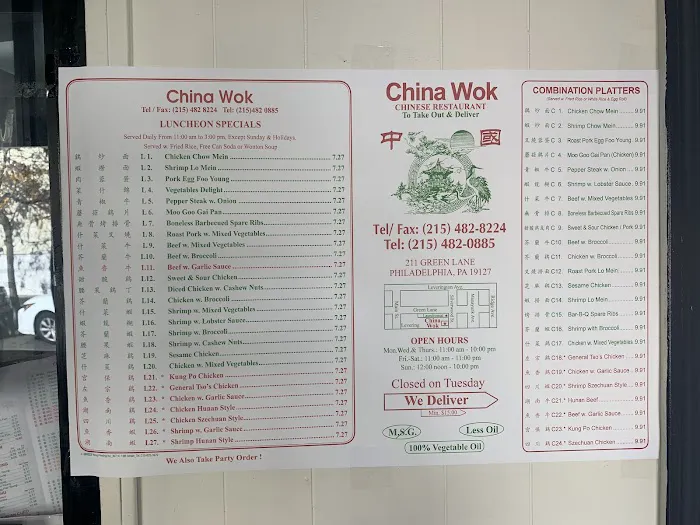 China Wok
Tel / Fax: (215) 482 8224 Tel: (215)482 0885
LUNCHEON SPECIALS
Served Daily From 11:00 am to 3:00 pm, Except Sunday & Holidays,
Served w. Fried Rice, Free Can Soda or Wonton Soup
L 1. Chicken Chow Mein 7.27
L 2. Shrimp Lo Mein 7.27
L 3. Pork Egg Foo Young 7.27
L 4. Vegetables Delight 7.27
L 5. Pepper Steak w. Onion 7.27
L 6. Moo Goo Gai Pan 7.27
L 7. Boneless Barbecued Spare Ribs 7.27
L 8. Roast Pork w. Mixed Vegetables 7.27
L 9. Beef w. Mixed Vegetables 7.27
L10. Beef w. Broccoli 7.27
L11. Beef w. Garlic Sauce 7.27
L12. Sweet & Sour Chicken 7.27
L13. Diced Chicken w. Cashew Nuts 7.27
L14. Chicken w. Broccoli 7.27
L15. Shrimp w. Mixed Vegetables 7.27
L16. Shrimp w. Lobster Sauce 7.27
L17. Shrimp w. Broccoli 7.27
L18. Shrimp w. Cashew Nuts 7.27
L19. Sesame Chicken 7.27
L20. Chicken w. Mixed Vegetables 7.27
L21. * Kung Po Chicken 7.27
L22. * General Tso's Chicken 7.27
L23. * Chicken w. Garlic Sauce 7.27
L24. * Chicken Hunan Style 7.27
L25. * Chicken Szechuan Style 7.27
L26. * Shrimp w. Garlic Sauce 7.27
L27. * Shrimp Hunan Style 7.27
We Also Take Party Order !
China Wok
CHINESE RESTAURANT
To Take Out & Deliver
中 國
Tel/ Fax: (215) 482-8224
Tel: (215) 482-0885
211 GREEN LANE
PHILADELPHIA, PA 19127
Leverington Ave.
Green Lane
China
Wok
OPEN HOURS
Mon,Wed & Thurs.: 11:00 am - 10:00 pm
Fri.-Sat.: 11:00 am - 11:00 pm
Sun.: 12:00 noon - 10:00 pm
Closed on Tuesday
We Deliver
Min. $15.00
M.S.G. Less Oil
100% Vegetable Oil
COMBINATION PLATTERS
(Served w. Fried Rice or White Rice & Egg Roll)
C 1. Chicken Chow Mein 9.91
C 2. Shrimp Chow Mein 9.91
C 3. Roast Pork Egg Foo Young 9.91
C 4. Moo Goo Gai Pan (Chicken) 9.91
C 5. Pepper Steak w. Onion 9.91
C 6. Shrimp w. Lobster Sauce 9.91
C 7. Beef w. Mixed Vegetables 9.91
C 8. Boneless Barbecued Spare Ribs 9.91
C 9. Sweet & Sour Chicken / Pork 9.91
C10. Beef w. Broccoli 9.91
C11. Chicken w. Broccoli 9.91
C12. Roast Pork Lo Mein 9.91
C13. Sesame Chicken 9.91
C14. Shrimp Lo Mein 9.91
C15. Bar-B-Q Spare Ribs 9.91
C16. Shrimp with Broccoli 9.91
C17. Chicken w. Mixed Vegetables 9.91
C18.* General Tso's Chicken 9.91
C19.* Chicken w. Garlic Sauce 9.91
C20.* Shrimp Szechuan Style 9.91
C21.* Hunan Beef 9.91
C22.* Beef w. Garlic Sauce 9.91
C23.* Kung Po Chicken 9.91
C24.* Szechuan Chicken 9.91